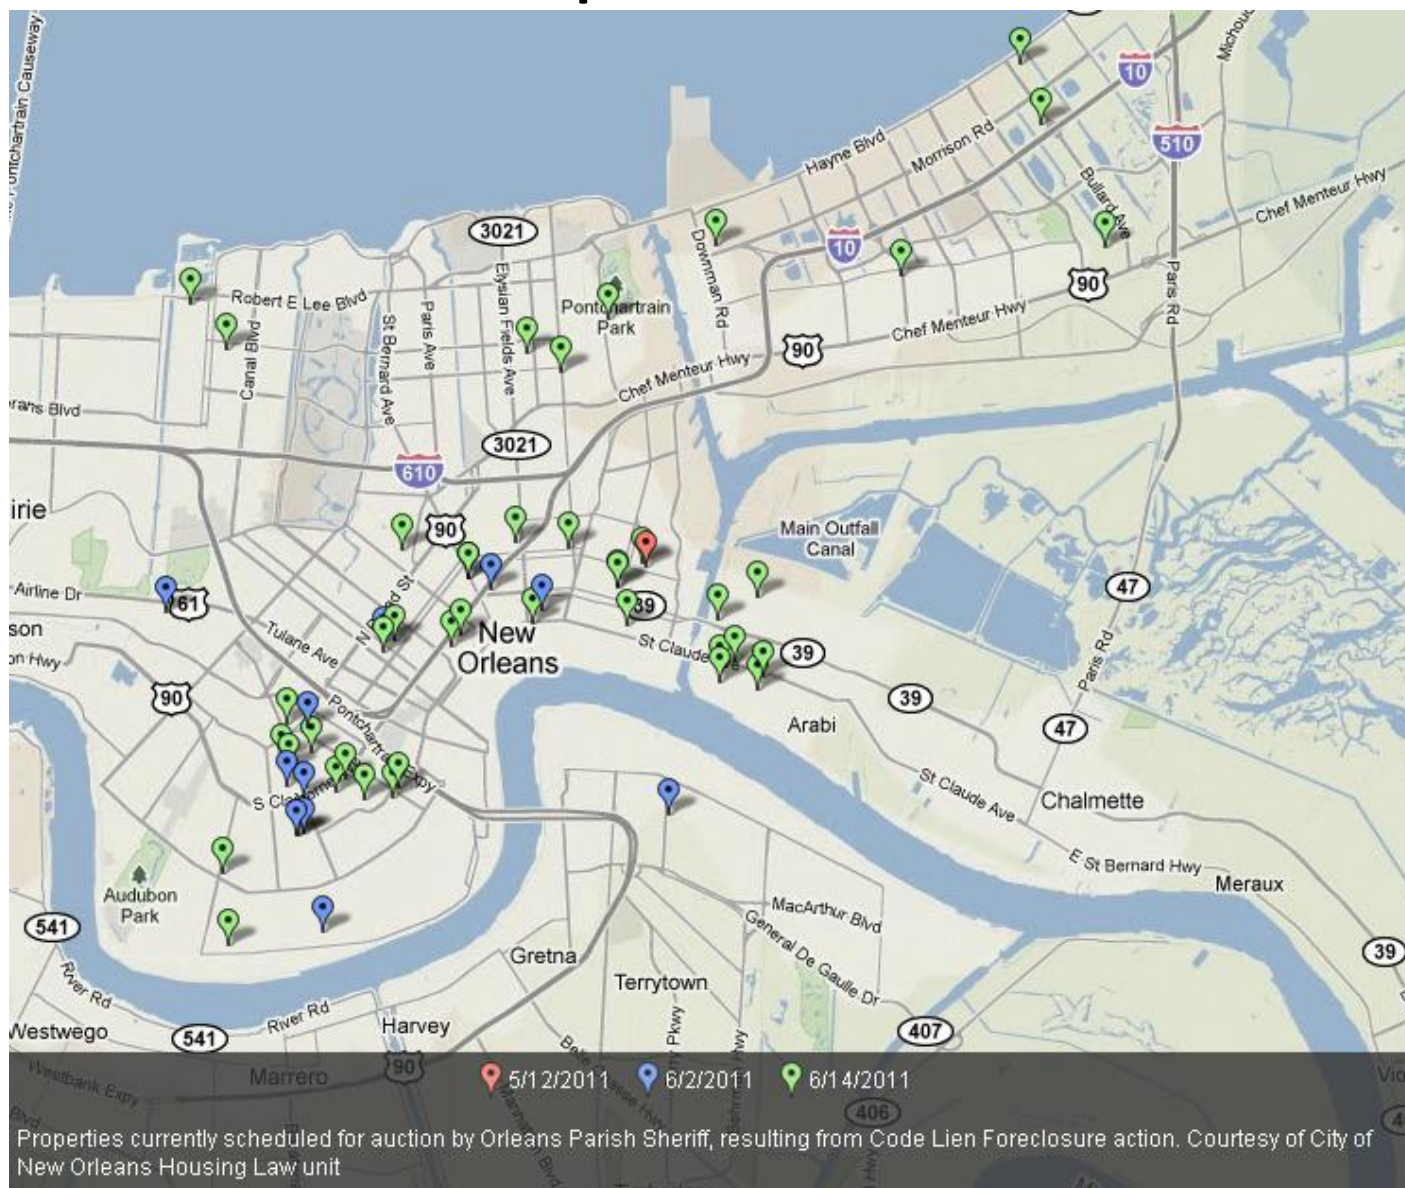 Pontchartrain Causeway
10
Michoud
510
Hayne Blvd
Morrison Rd
Bullard Ave
Chef Menteur Hwy
3021
10
Downman Rd
90
Paris Rd
Robert E Lee Blvd
Elysian Fields Ave
Pontchartrain
Park
Canal Blvd
St Bernard Ave
Paris Ave
Chef Menteur Hwy
90
Chef Menteur Hwy
erans Blvd
3021
610
irie
90
Main Outfall
Canal
Airline Dr
61
39
47
son
on Hwy
Tulane Ave
New
Orleans
St Claude
39
Paris Rd
90
39
Arabi
47
Expy
St Claude Ave
Chalmette
E St Bernard Hwy
Meraux
Audubon
Park
MacArthur Blvd
General De Gaulle Dr
541
39
River Rd
Gretna
Terrytown
Westwego
541
River Rd
Harvey
407
Westbank Expy
Marrero
90
5/12/2011 6/2/2011 6/14/2011
406
Blvd
Properties currently scheduled for auction by Orleans Parish Sheriff, resulting from Code Lien Foreclosure action. Courtesy of City of
New Orleans Housing Law unit